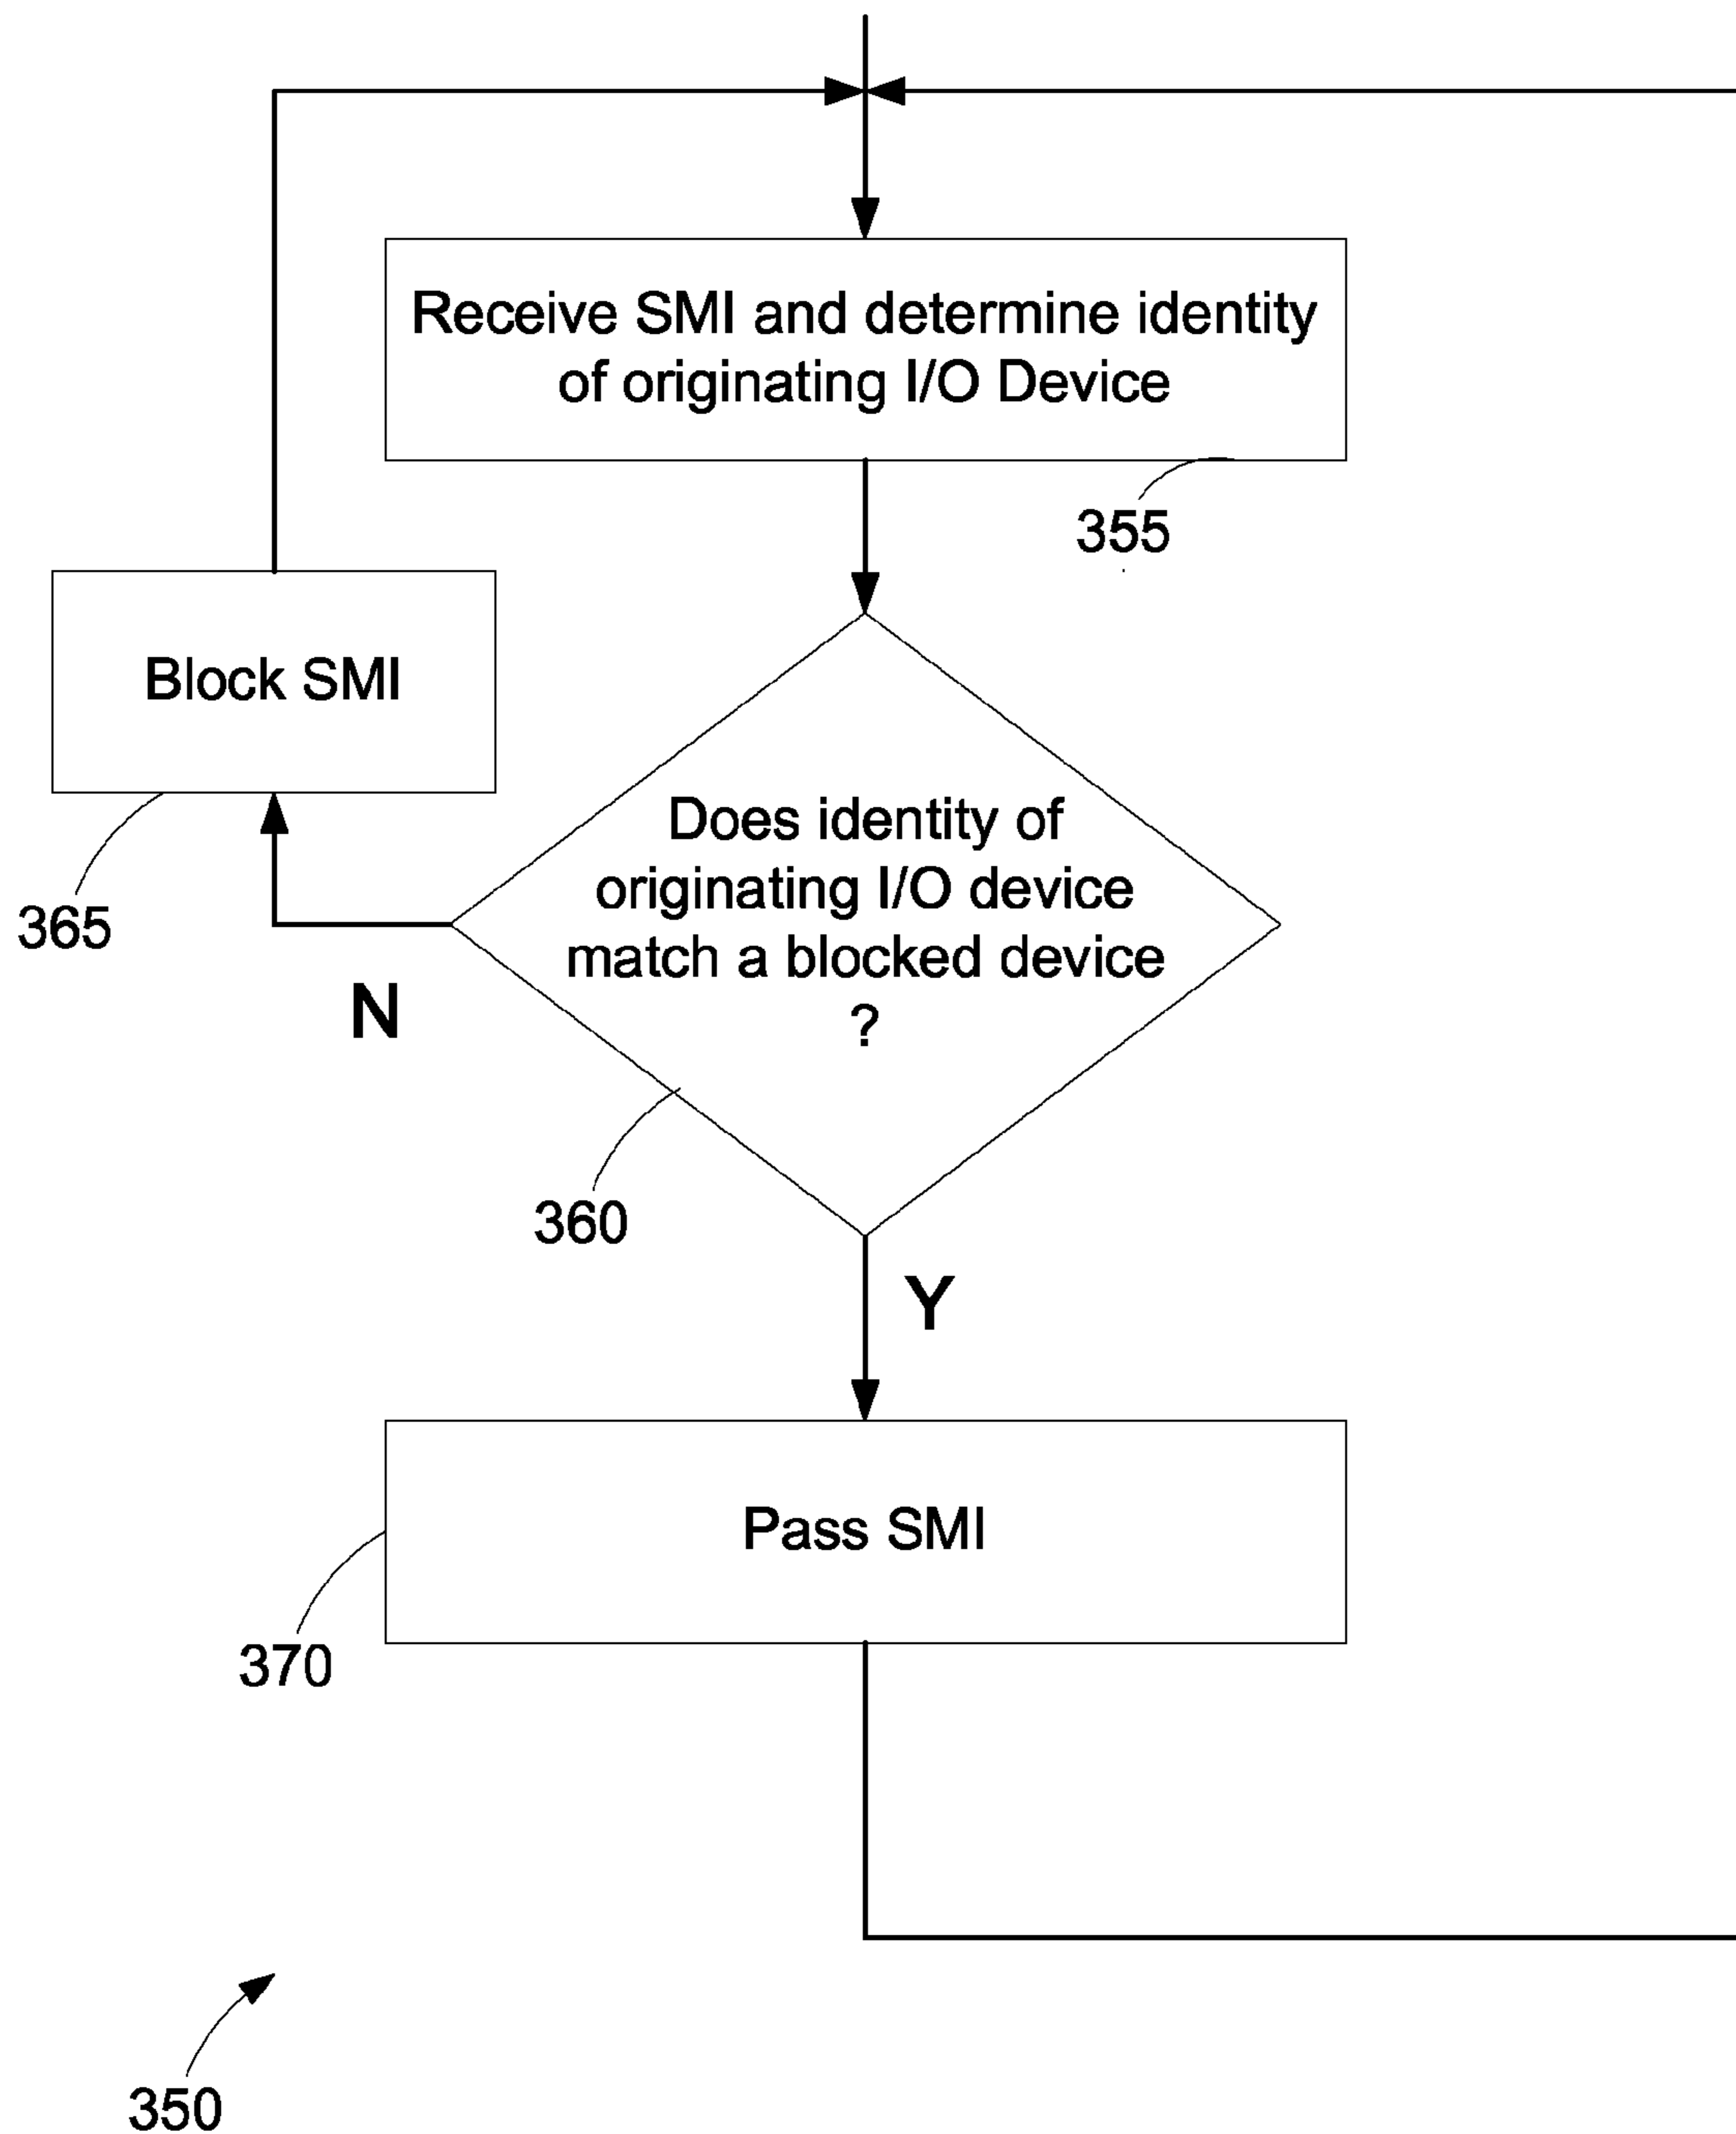 Receive SMI and determine identity
of originating I/O Device
355
Block SMI
365
Does identity of
originating I/O device
match a blocked device
?
N
360
Y
Pass SMI
370
350